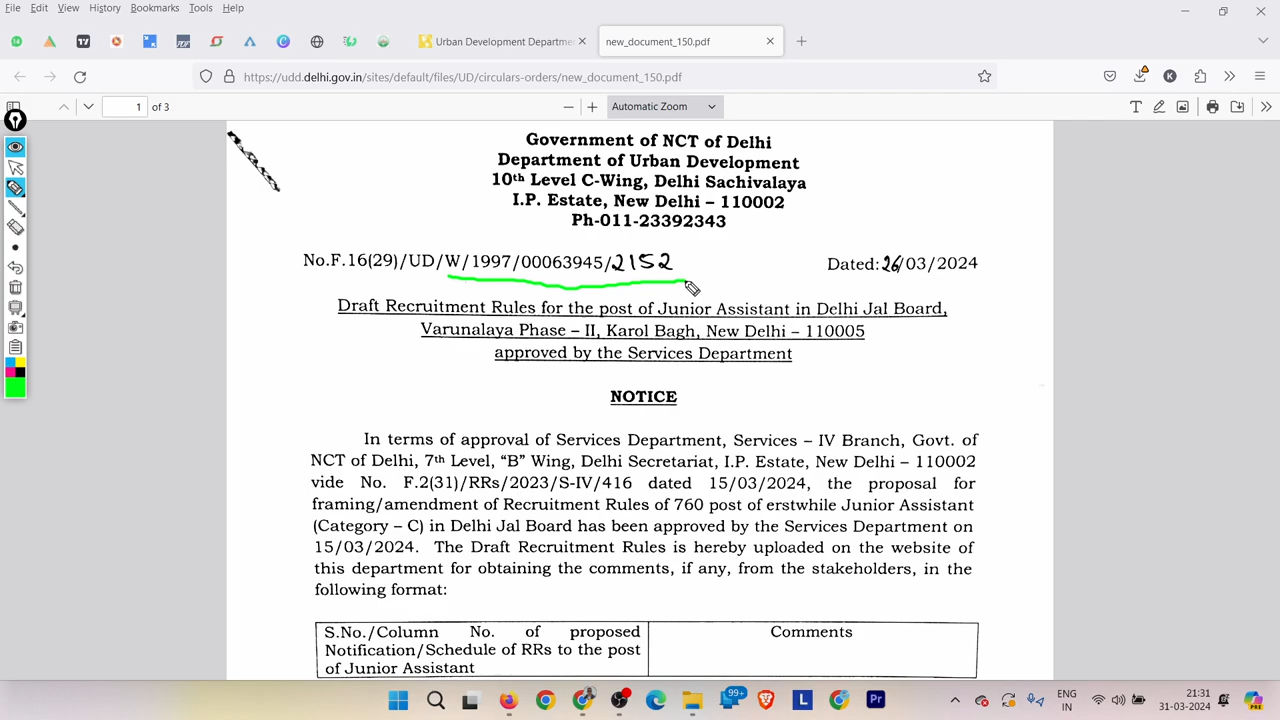 File Edit View History Bookmarks Tools Help
Urban Development Departme
new_document_150.pdf
https://udd.delhi.gov.in/sites/default/files/UD/circulars-orders/new_document_150.pdf
K
1 of 3
Automatic Zoom
Government of NCT of Delhi
Department of Urban Development
10th Level C-Wing, Delhi Sachivalaya
I.P. Estate, New Delhi – 110002
Ph-011-23392343
No.F.16(29)/UD/W/1997/00063945/2152 Dated:26/03/2024
Draft Recruitment Rules for the post of Junior Assistant in Delhi Jal Board,
Varunalaya Phase – II, Karol Bagh, New Delhi – 110005
approved by the Services Department
NOTICE
In terms of approval of Services Department, Services – IV Branch, Govt. of
NCT of Delhi, 7th Level, “B” Wing, Delhi Secretariat, I.P. Estate, New Delhi – 110002
vide No. F.2(31)/RRs/2023/S-IV/416 dated 15/03/2024, the proposal for
framing/amendment of Recruitment Rules of 760 post of erstwhile Junior Assistant
(Category – C) in Delhi Jal Board has been approved by the Services Department on
15/03/2024. The Draft Recruitment Rules is hereby uploaded on the website of
this department for obtaining the comments, if any, from the stakeholders, in the
following format:
S.No./Column No. of proposed
Notification/Schedule of RRs to the post
of Junior Assistant
Comments
99+
L
Pr
ENG
IN
21:31
31-03-2024
PRE